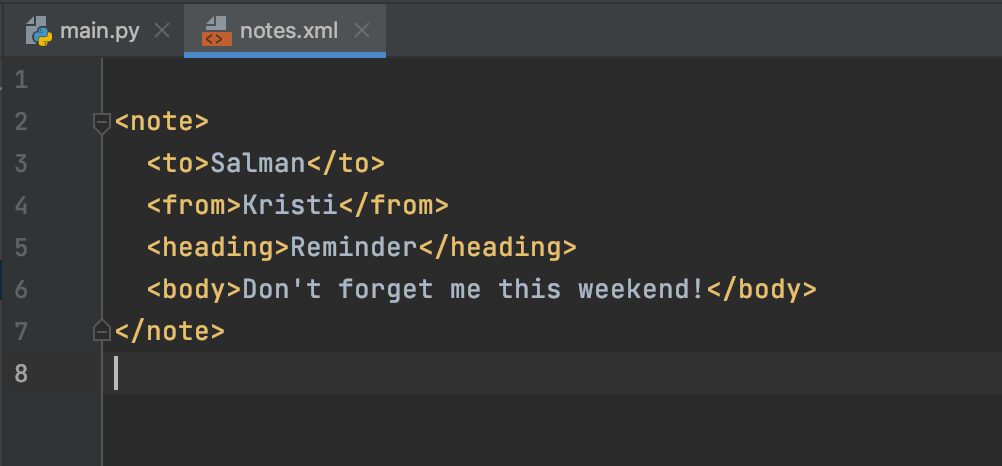 main.py notes.xml
1
2 <note>
3   <to>Salman</to>
4   <from>Kristi</from>
5   <heading>Reminder</heading>
6   <body>Don't forget me this weekend!</body>
7 </note>
8